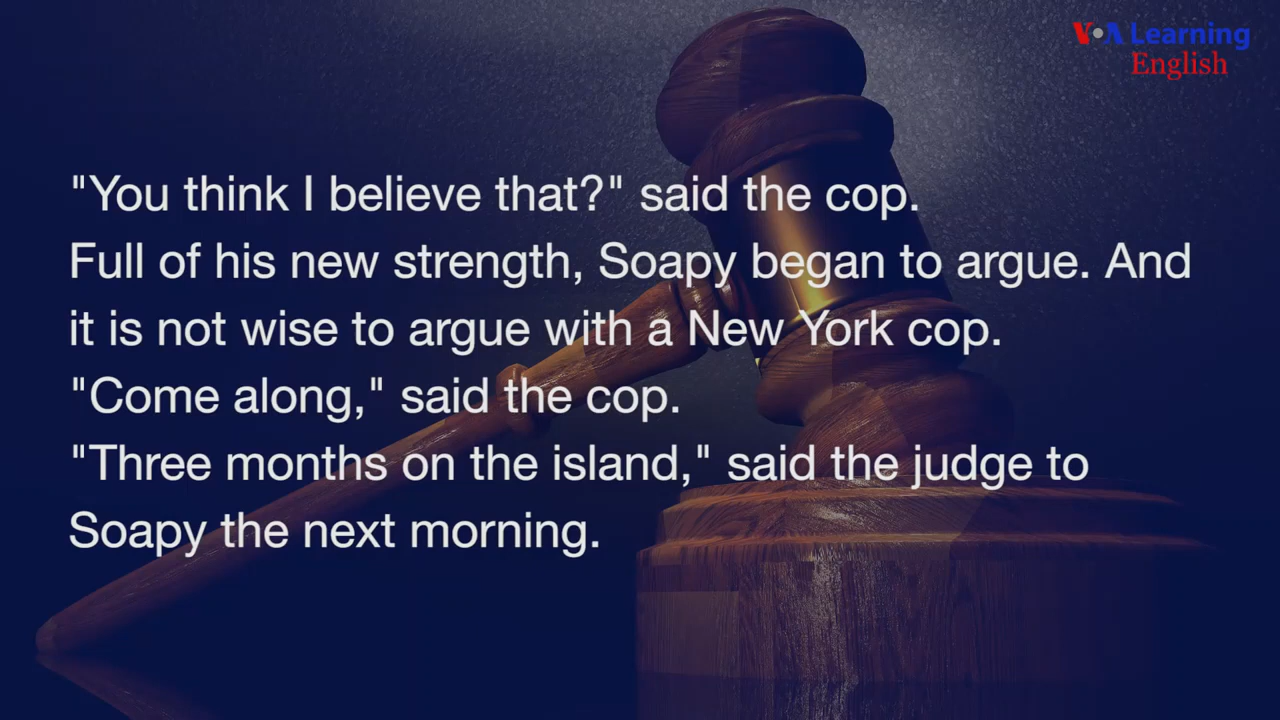 VOA Learning
English
"You think I believe that?" said the cop.
Full of his new strength, Soapy began to argue. And
it is not wise to argue with a New York cop.
"Come along," said the cop.
"Three months on the island," said the judge to
Soapy the next morning.